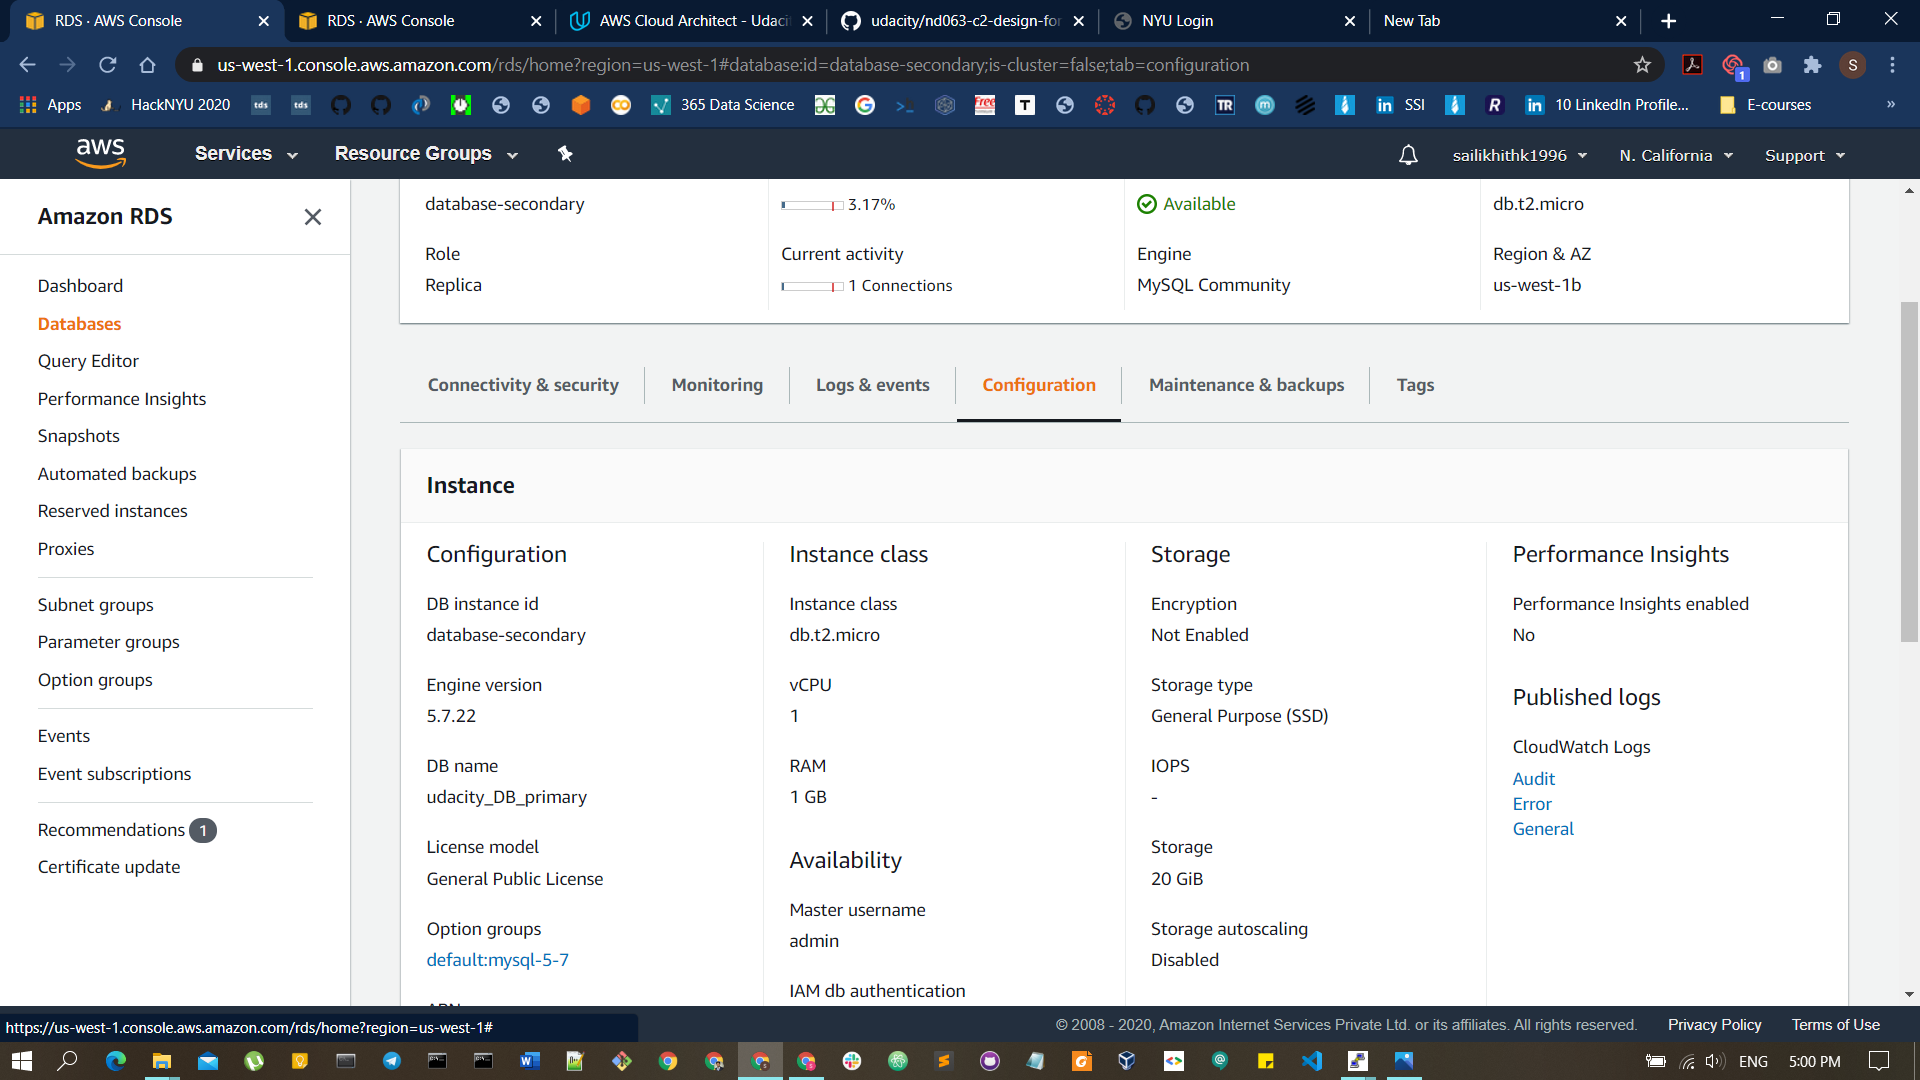 RDS · AWS Console
RDS · AWS Console
AWS Cloud Architect - Udaci
udacity/nd063-c2-design-for
NYU Login
New Tab
us-west-1.console.aws.amazon.com/rds/home?region=us-west-1#database:id=database-secondary;is-cluster=false;tab=configuration
1
S
Apps
HackNYU 2020
tds
tds
365 Data Science
Free
T
TR
m
in SSI
R
in 10 LinkedIn Profile...
E-courses
»
aws
Services
Resource Groups
sailikhithk1996
N. California
Support
Amazon RDS
Dashboard
Databases
Query Editor
Performance Insights
Snapshots
Automated backups
Reserved instances
Proxies
Subnet groups
Parameter groups
Option groups
Events
Event subscriptions
Recommendations 1
Certificate update
database-secondary
3.17%
Available
db.t2.micro
Role
Replica
Current activity
1 Connections
Engine
MySQL Community
Region & AZ
us-west-1b
Connectivity & security
Monitoring
Logs & events
Configuration
Maintenance & backups
Tags
Instance
Configuration
DB instance id
database-secondary
Engine version
5.7.22
DB name
udacity_DB_primary
License model
General Public License
Option groups
default:mysql-5-7
ARN
Instance class
Instance class
db.t2.micro
vCPU
1
RAM
1 GB
Availability
Master username
admin
IAM db authentication
Storage
Encryption
Not Enabled
Storage type
General Purpose (SSD)
IOPS
-
Storage
20 GiB
Storage autoscaling
Disabled
Performance Insights
Performance Insights enabled
No
Published logs
CloudWatch Logs
Audit
Error
General
https://us-west-1.console.aws.amazon.com/rds/home?region=us-west-1#
© 2008 - 2020, Amazon Internet Services Private Ltd. or its affiliates. All rights reserved.
Privacy Policy
Terms of Use
ENG
5:00 PM